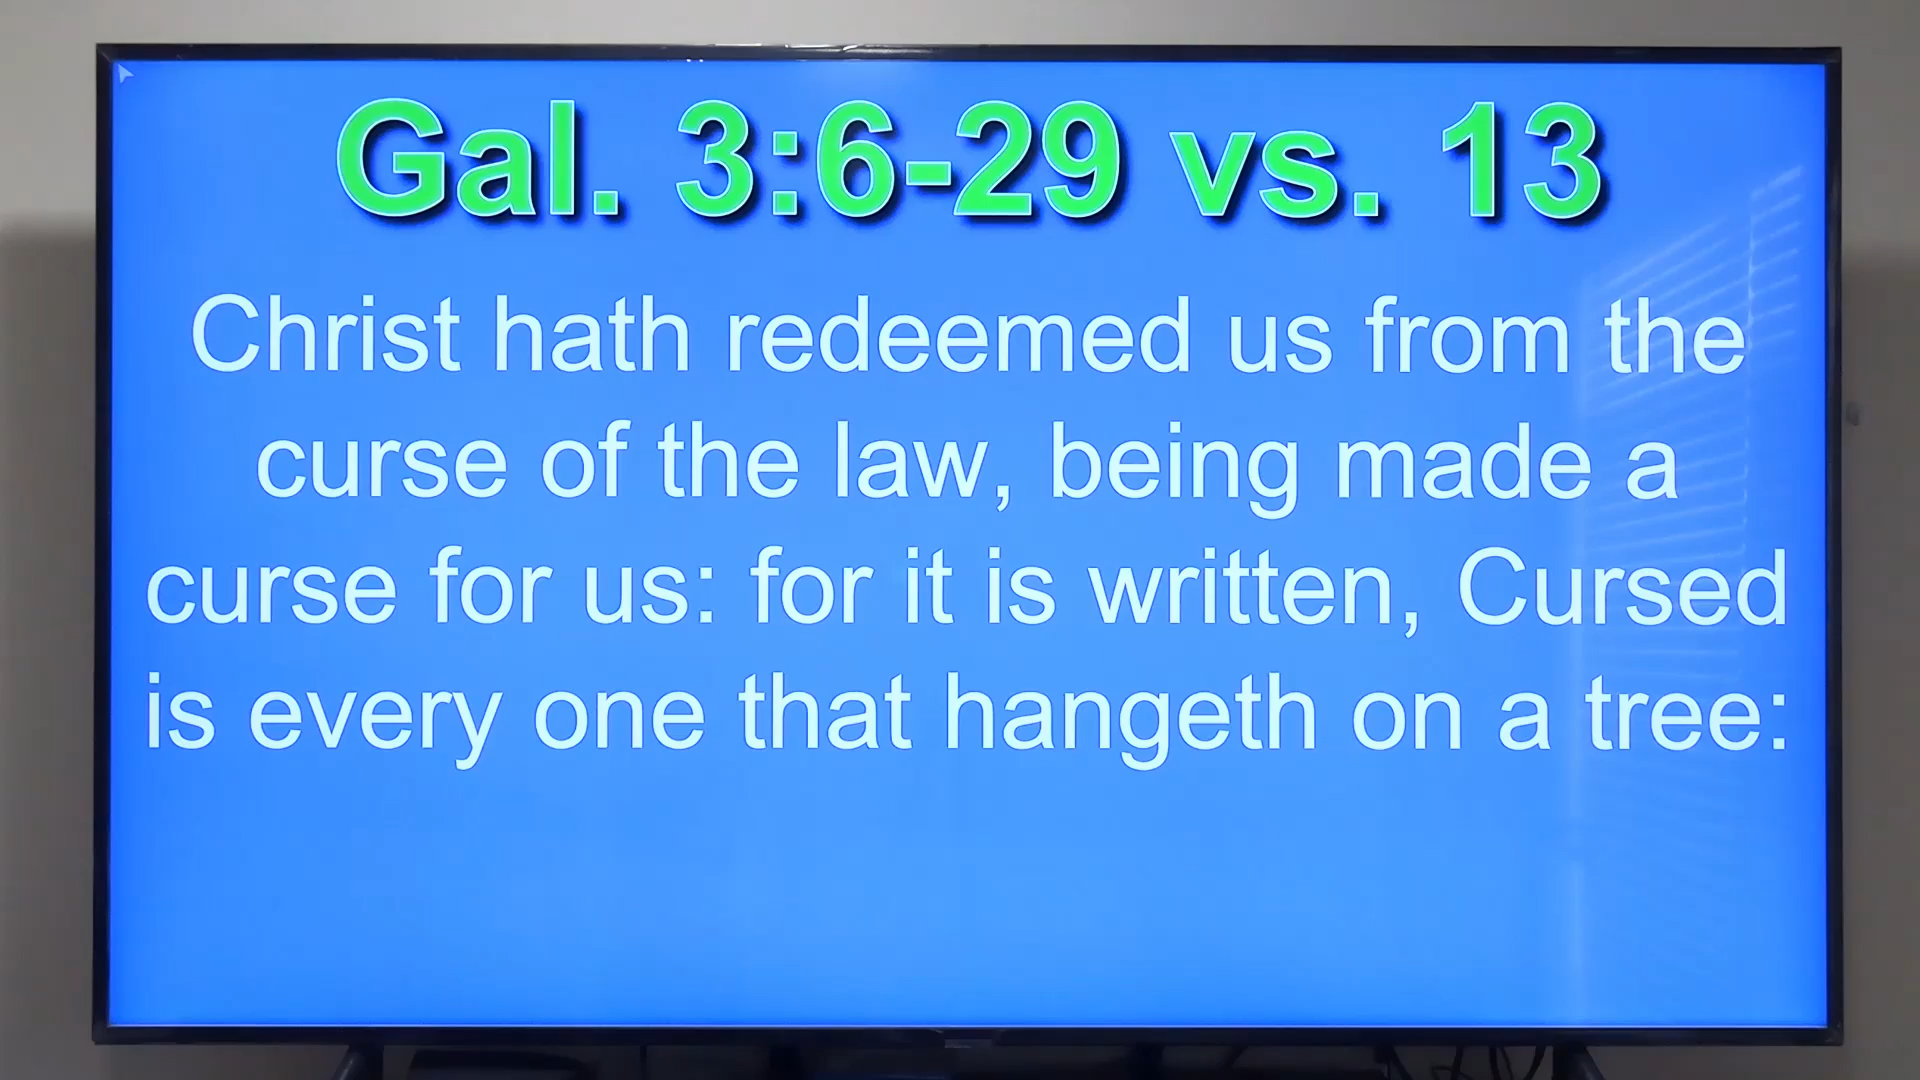 Gal. 3:6-29 vs. 13
Christ hath redeemed us from the
curse of the law, being made a
curse for us: for it is written, Cursed
is every one that hangeth on a tree: